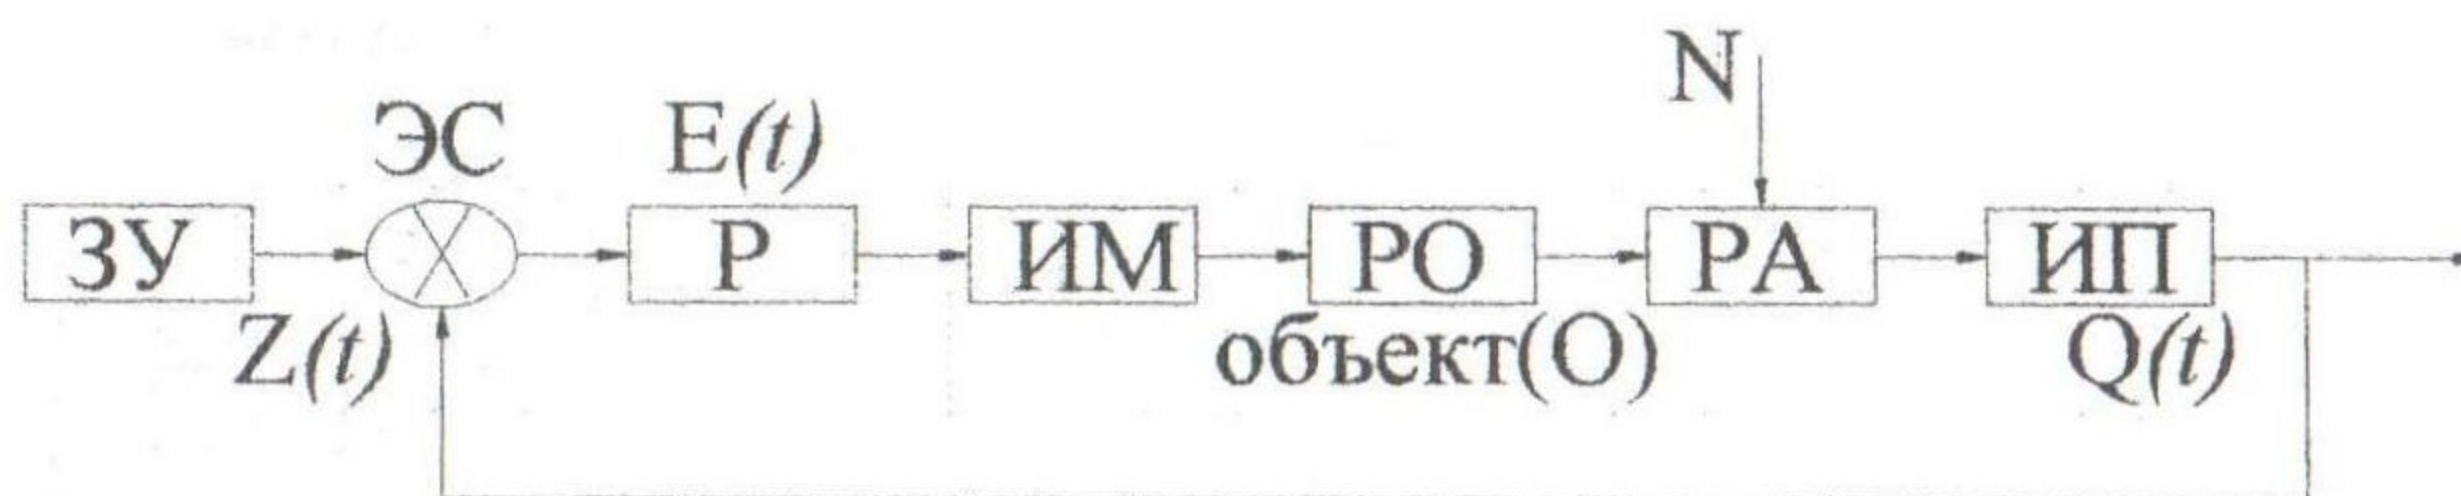 N
ЭС E(t)
ЗУ Р ИМ РО РА ИП
Z(t) объект(О) Q(t)